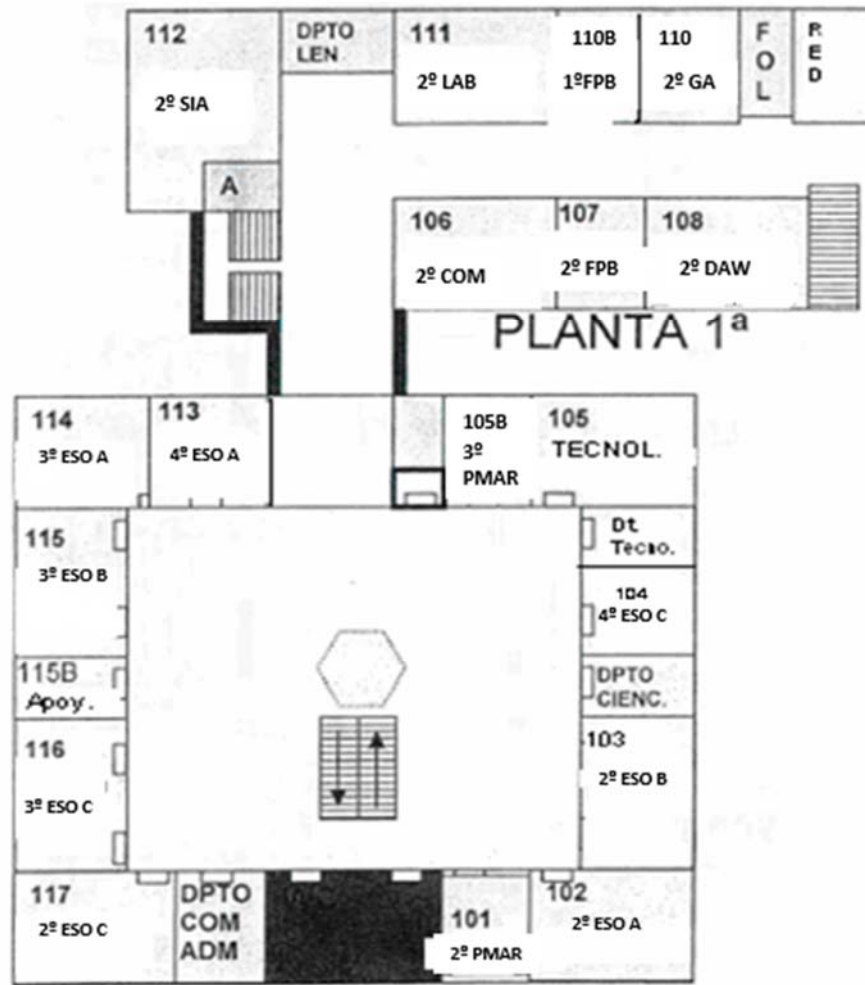 112
2º SIA
DPTO
LEN.
111
2º LAB
110B
1ºFPB
110
2º GA
FOL
RED
A
106
2º COM
107
2º FPB
108
2º DAW
PLANTA 1ª
114
3º ESO A
113
4º ESO A
105B
3º
PMAR
105
TECNOL.
115
3º ESO B
Dt.
Tecno.
104
4º ESO C
115B
Apoy.
DPTO
CIENC.
116
3º ESO C
103
2º ESO B
117
2º ESO C
DPTO
COM
ADM
101
2º PMAR
102
2º ESO A